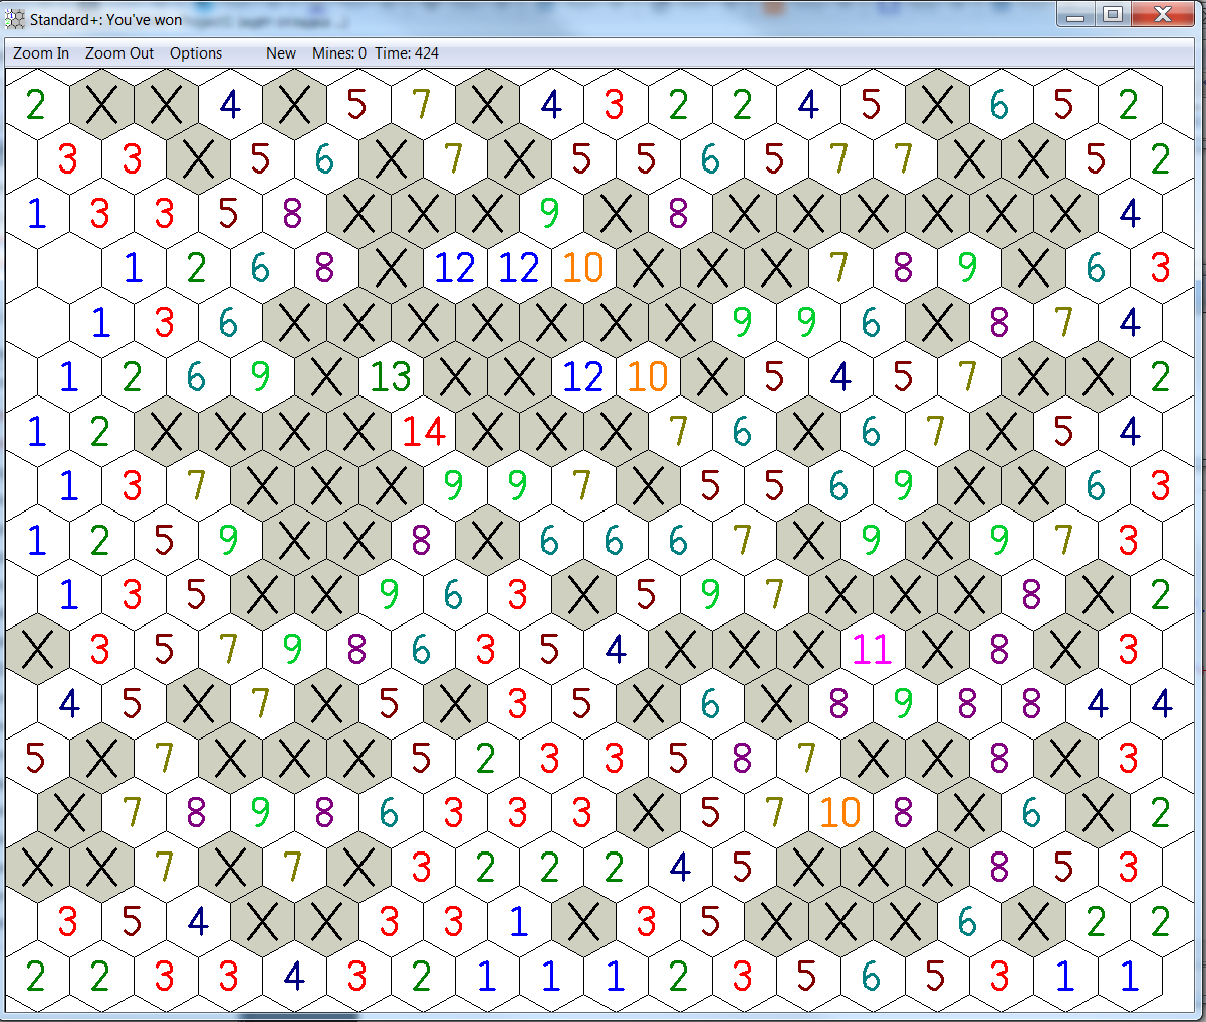 Standard+: You've won
Zoom In Zoom Out Options New Mines: 0 Time: 424
2 X X 4 X 5 7 X 4 3 2 2 4 5 X 6 5 2
3 3 X 5 6 X 7 X 5 5 6 5 7 7 X X 5 2
1 3 3 5 8 X X X 9 X 8 X X X X X X 4
1 2 6 8 X 12 12 10 X X X 7 8 9 X 6 3
1 3 6 X X X X X X X 9 9 6 X 8 7 4
1 2 6 9 X 13 X X 12 10 X 5 4 5 7 X X 2
1 2 X X X X 14 X X X 7 6 X 6 7 X 5 4
1 3 7 X X X 9 9 7 X 5 5 6 9 X X 6 3
1 2 5 9 X X 8 X 6 6 6 7 X 9 X 9 7 3
1 3 5 X X 9 6 3 X 5 9 7 X X X 8 X 2
X 3 5 7 9 8 6 3 5 4 X X X 11 X 8 X 3
4 5 X 7 X 5 X 3 5 X 6 X 8 9 8 8 4 4
5 X 7 X X X 5 2 3 3 5 8 7 X X 8 X 3
X 7 8 9 8 6 3 3 3 X 5 7 10 8 X 6 X 2
X X 7 X 7 X 3 2 2 2 4 5 X X X 8 5 3
3 5 4 X X 3 3 1 X 3 5 X X X 6 X 2 2
2 2 3 3 4 3 2 1 1 1 2 3 5 6 5 3 1 1